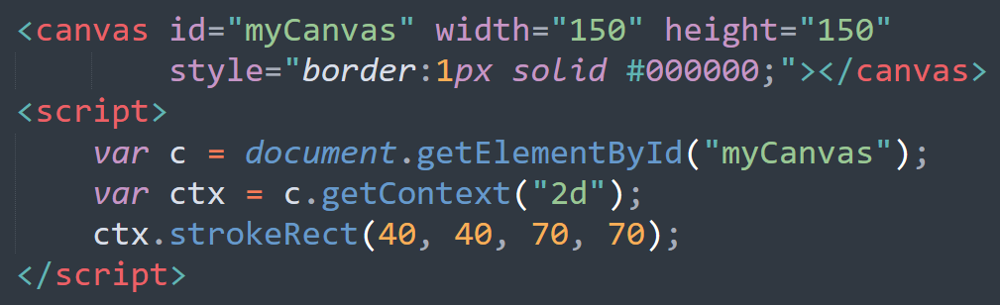 <canvas id="myCanvas" width="150" height="150"
style="border:1px solid #000000;"></canvas>
<script>
var c = document.getElementById("myCanvas");
var ctx = c.getContext("2d");
ctx.strokeRect(40, 40, 70, 70);
</script>